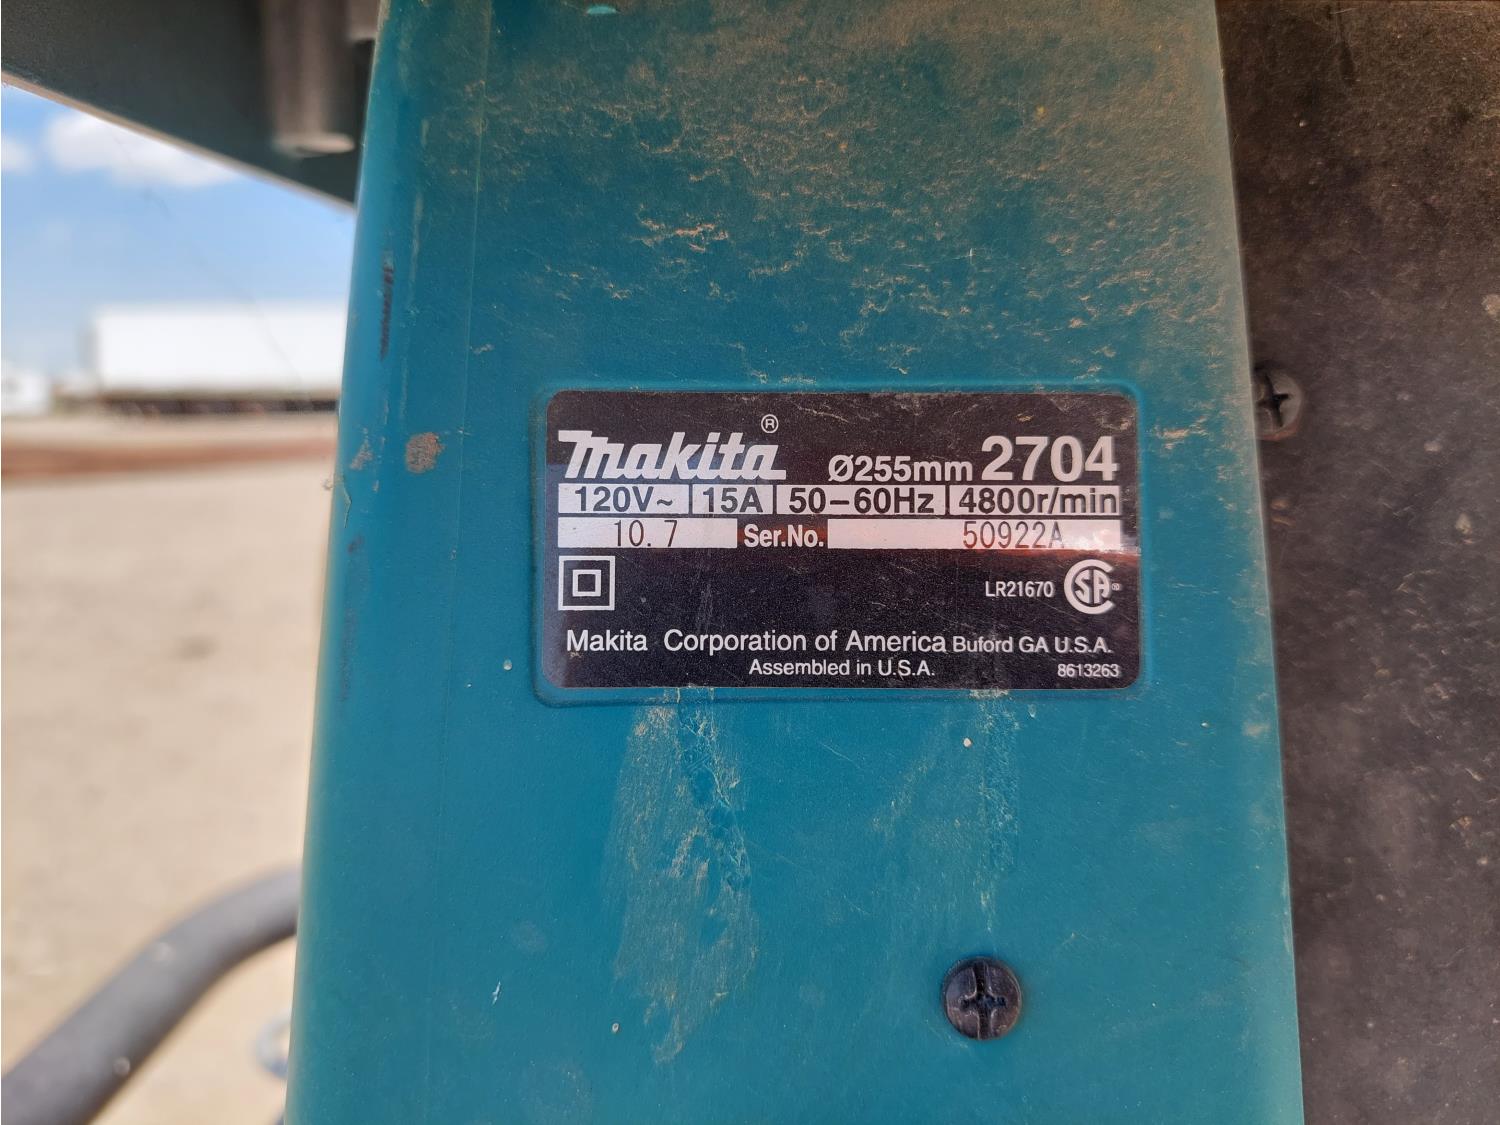 Makita® Ø255mm 2704
120V~ 15A 50–60Hz 4800r/min
10.7 Ser.No. 50922A
LR21670 CSA®
Makita Corporation of America Buford GA U.S.A.
Assembled in U.S.A. 8613263